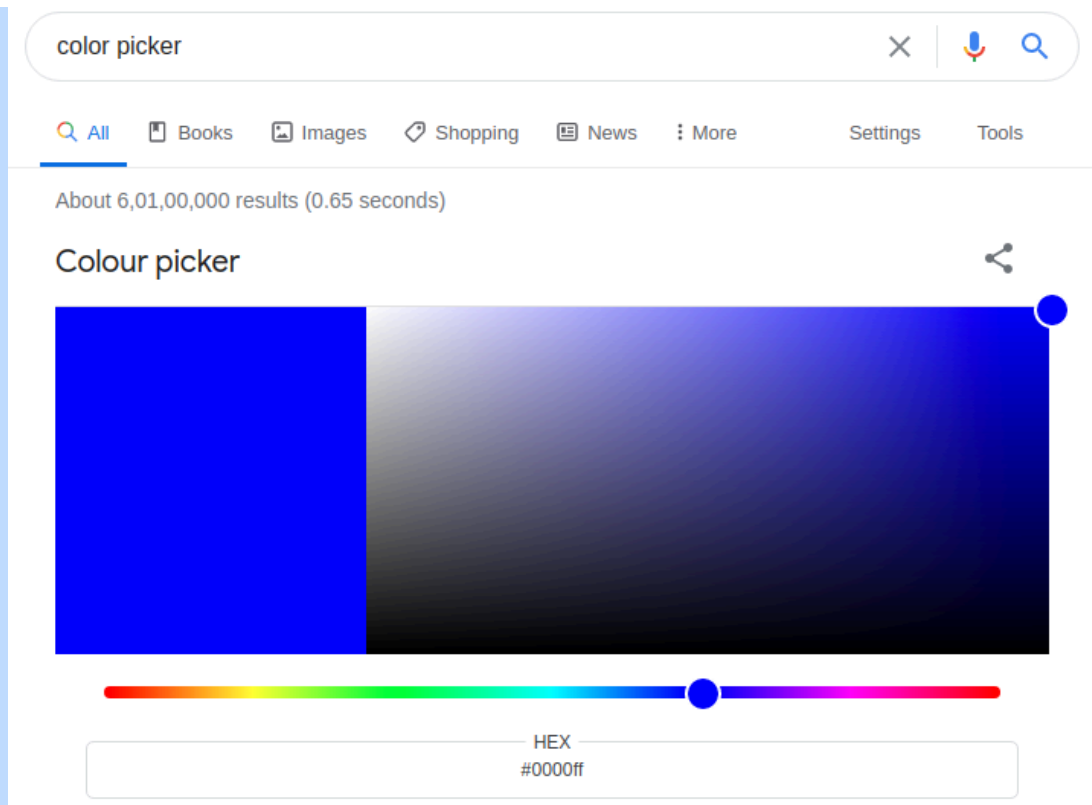 color picker
All Books Images Shopping News More Settings Tools
About 6,01,00,000 results (0.65 seconds)
Colour picker
HEX
#0000ff